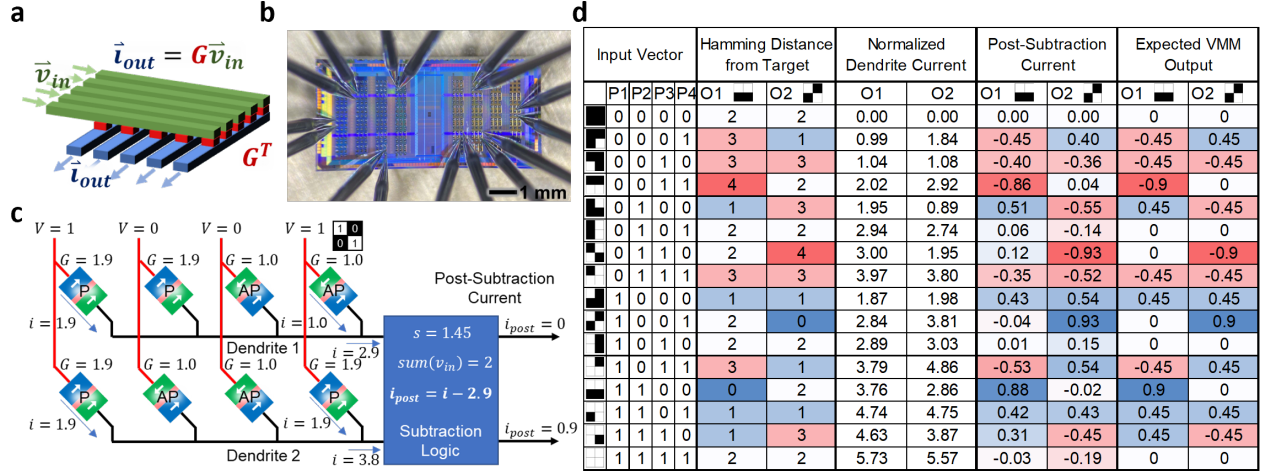 a
i_out = Gv_in
v_in
G^T
i_out
b
1 mm
c
V = 1 V = 0 V = 0 V = 1
1 0
0 1
G = 1.9 G = 1.9 G = 1.0 G = 1.0
P P AP AP
i = 1.9 i = 1.0
Dendrite 1
i = 2.9
G = 1.9 G = 1.0 G = 1.0 G = 1.9
P AP AP P
i = 1.9 i = 1.9
Dendrite 2
i = 3.8
s = 1.45
sum(v_in) = 2
i_post = i − 2.9
Subtraction
Logic
Post-Subtraction
Current
i_post = 0
i_post = 0.9
d
Input Vector Hamming Distance from Target Normalized Dendrite Current Post-Subtraction Current Expected VMM Output
P1 P2 P3 P4 O1 O2 O1 O2 O1 O2 O1 O2
0 0 0 0 2 2 0.00 0.00 0.00 0.00 0 0
0 0 0 1 3 1 0.99 1.84 -0.45 0.40 -0.45 0.45
0 0 1 0 3 3 1.04 1.08 -0.40 -0.36 -0.45 -0.45
0 0 1 1 4 2 2.02 2.92 -0.86 0.04 -0.9 0
0 1 0 0 1 3 1.95 0.89 0.51 -0.55 0.45 -0.45
0 1 0 1 2 2 2.94 2.74 0.06 -0.14 0 0
0 1 1 0 2 4 3.00 1.95 0.12 -0.93 0 -0.9
0 1 1 1 3 3 3.97 3.80 -0.35 -0.52 -0.45 -0.45
1 0 0 0 1 1 1.87 1.98 0.43 0.54 0.45 0.45
1 0 0 1 2 0 2.84 3.81 -0.04 0.93 0 0.9
1 0 1 0 2 2 2.89 3.03 0.01 0.15 0 0
1 0 1 1 3 1 3.79 4.86 -0.53 0.54 -0.45 0.45
1 1 0 0 0 2 3.76 2.86 0.88 -0.02 0.9 0
1 1 0 1 1 1 4.74 4.75 0.42 0.43 0.45 0.45
1 1 1 0 1 3 4.63 3.87 0.31 -0.45 0.45 -0.45
1 1 1 1 2 2 5.73 5.57 -0.03 -0.19 0 0